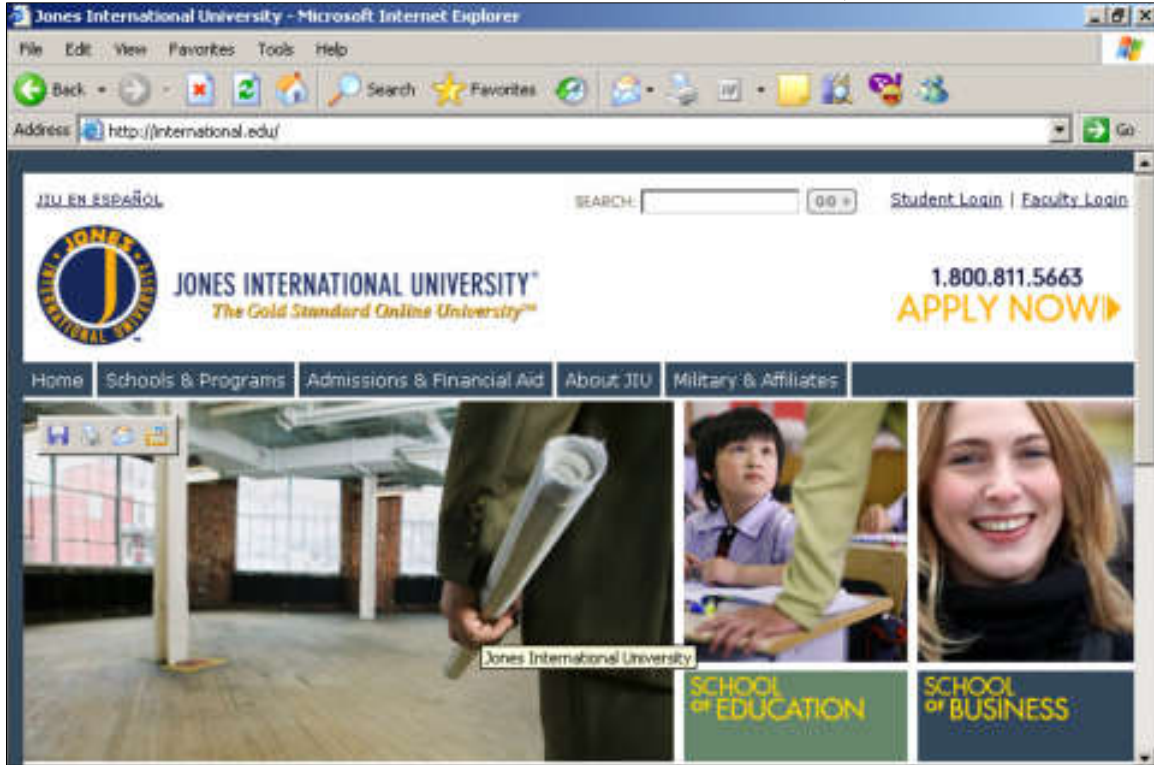 Jones International University - Microsoft Internet Explorer
File Edit View Favorites Tools Help
Back Search Favorites
Address http://international.edu/ Go
JIU EN ESPAÑOL SEARCH: GO Student Login | Faculty Login
JONES INTERNATIONAL UNIVERSITY
JONES INTERNATIONAL UNIVERSITY®
The Gold Standard Online University™
1.800.811.5663
APPLY NOW
Home Schools & Programs Admissions & Financial Aid About JIU Military & Affiliates
Jones International University
SCHOOL OF EDUCATION
SCHOOL OF BUSINESS